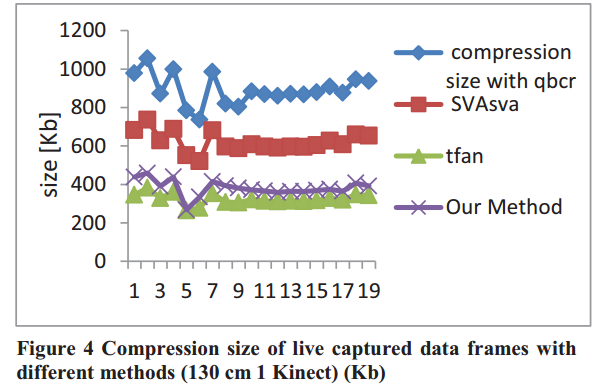 1200
1000
800
600
400
200
0
size [Kb]
1 3 5 7 9 11 13 15 17 19
compression
size with qbcr
SVAsva
tfan
Our Method
Figure 4 Compression size of live captured data frames with
different methods (130 cm 1 Kinect) (Kb)